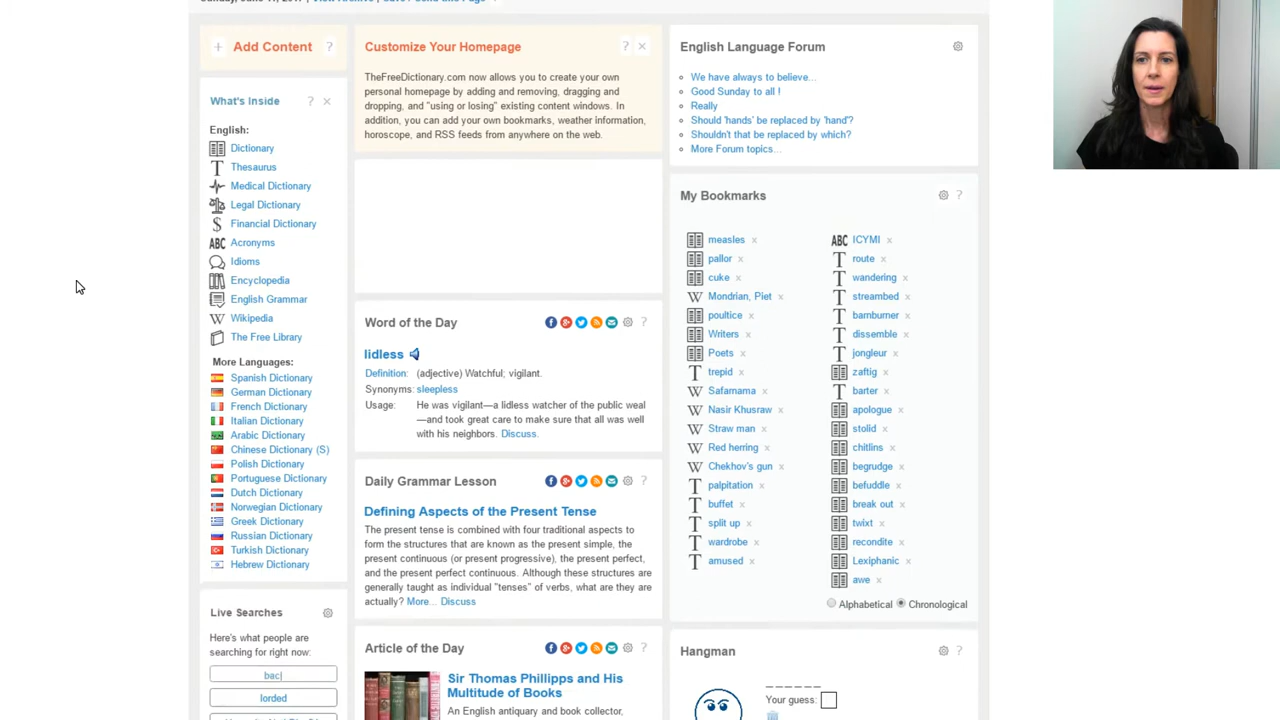 View Archive
Add Content ?
What's Inside ? ×
English:
Dictionary
Thesaurus
Medical Dictionary
Legal Dictionary
$ Financial Dictionary
ABC Acronyms
Idioms
Encyclopedia
English Grammar
W Wikipedia
The Free Library
More Languages:
Spanish Dictionary
German Dictionary
French Dictionary
Italian Dictionary
Arabic Dictionary
Chinese Dictionary (S)
Polish Dictionary
Portuguese Dictionary
Dutch Dictionary
Norwegian Dictionary
Greek Dictionary
Russian Dictionary
Turkish Dictionary
Hebrew Dictionary
Live Searches
Here's what people are
searching for right now:
bac
lorded
Customize Your Homepage ? ×
TheFreeDictionary.com now allows you to create your own
personal homepage by adding and removing, dragging and
dropping, and "using or losing" existing content windows. In
addition, you can add your own bookmarks, weather information,
horoscope, and RSS feeds from anywhere on the web.
Word of the Day ?
lidless
Definition: (adjective) Watchful; vigilant.
Synonyms: sleepless
Usage: He was vigilant—a lidless watcher of the public weal
—and took great care to make sure that all was well
with his neighbors. Discuss.
Daily Grammar Lesson ?
Defining Aspects of the Present Tense
The present tense is combined with four traditional aspects to
form the structures that are known as the present simple, the
present continuous (or present progressive), the present perfect,
and the present perfect continuous. Although these structures are
generally taught as individual "tenses" of verbs, what are they are
actually? More... Discuss
Article of the Day ?
Sir Thomas Phillipps and His
Multitude of Books
An English antiquary and book collector,
English Language Forum
We have always to believe...
Good Sunday to all !
Really
Should 'hands' be replaced by 'hand'?
Shouldn't that be replaced by which?
More Forum topics...
My Bookmarks ?
measles x
pallor x
cuke x
W Mondrian, Piet x
poultice x
Writers x
Poets x
T trepid x
W Safarnama x
W Nasir Khusraw x
W Straw man x
W Red herring x
W Chekhov's gun x
T palpitation x
T buffet x
T split up x
T wardrobe x
T amused x
ABC ICYMI x
T route x
T wandering x
T streambed x
T barnburner x
T dissemble x
T jongleur x
zaftig x
T barter x
apologue x
stolid x
chitlins x
begrudge x
befuddle x
break out x
twixt x
recondite x
Lexiphanic x
awe x
Alphabetical Chronological
Hangman ?
Your guess: